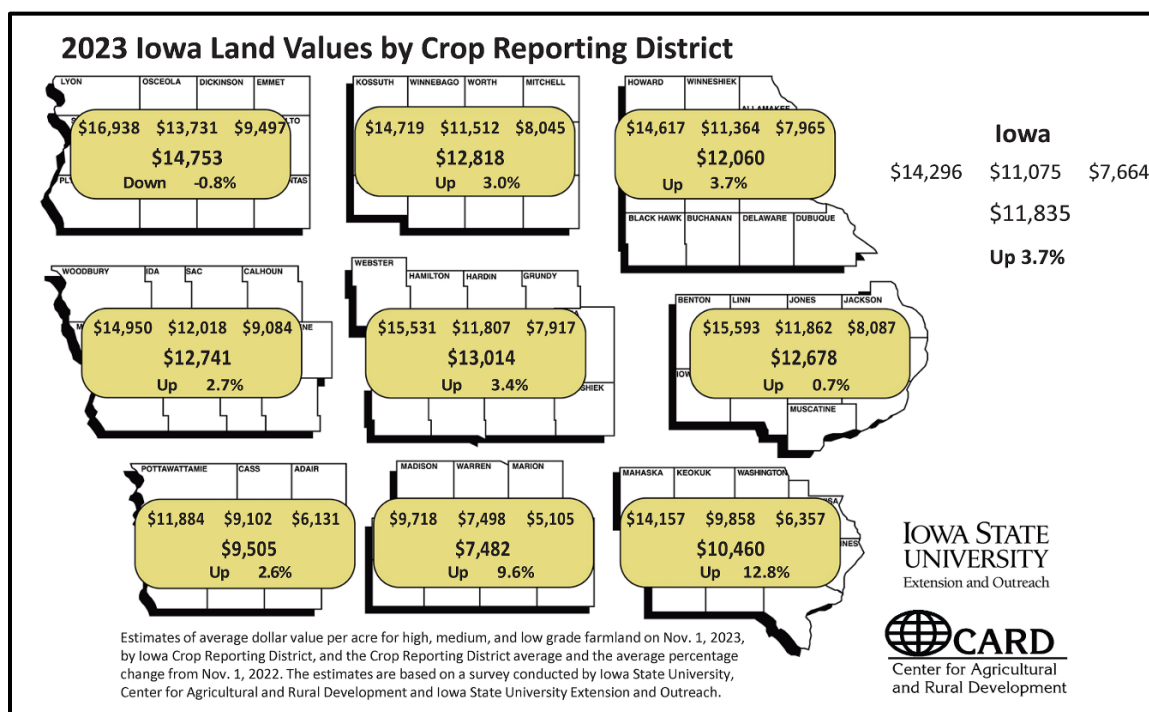 2023 Iowa Land Values by Crop Reporting District
LYON OSCEOLA DICKINSON EMMET
$16,938 $13,731 $9,497
$14,753
Down -0.8%
KOSSUTH WINNEBAGO WORTH MITCHELL
$14,719 $11,512 $8,045
$12,818
Up 3.0%
HOWARD WINNESHIEK
ALLAMAKEE
$14,617 $11,364 $7,965
$12,060
Up 3.7%
BLACK HAWK BUCHANAN DELAWARE DUBUQUE
Iowa
$14,296 $11,075 $7,664
$11,835
Up 3.7%
WOODBURY IDA SAC CALHOUN
$14,950 $12,018 $9,084
$12,741
Up 2.7%
WEBSTER
HAMILTON HARDIN GRUNDY
$15,531 $11,807 $7,917
$13,014
Up 3.4%
SHIEK
BENTON LINN JONES JACKSON
$15,593 $11,862 $8,087
$12,678
Up 0.7%
MUSCATINE
POTTAWATTAMIE CASS ADAIR
$11,884 $9,102 $6,131
$9,505
Up 2.6%
MADISON WARREN MARION
$9,718 $7,498 $5,105
$7,482
Up 9.6%
MAHASKA KEOKUK WASHINGTON
$14,157 $9,858 $6,357
$10,460
Up 12.8%
INES
IOWA STATE
UNIVERSITY
Extension and Outreach
CARD
Center for Agricultural
and Rural Development
Estimates of average dollar value per acre for high, medium, and low grade farmland on Nov. 1, 2023,
by Iowa Crop Reporting District, and the Crop Reporting District average and the average percentage
change from Nov. 1, 2022. The estimates are based on a survey conducted by Iowa State University,
Center for Agricultural and Rural Development and Iowa State University Extension and Outreach.